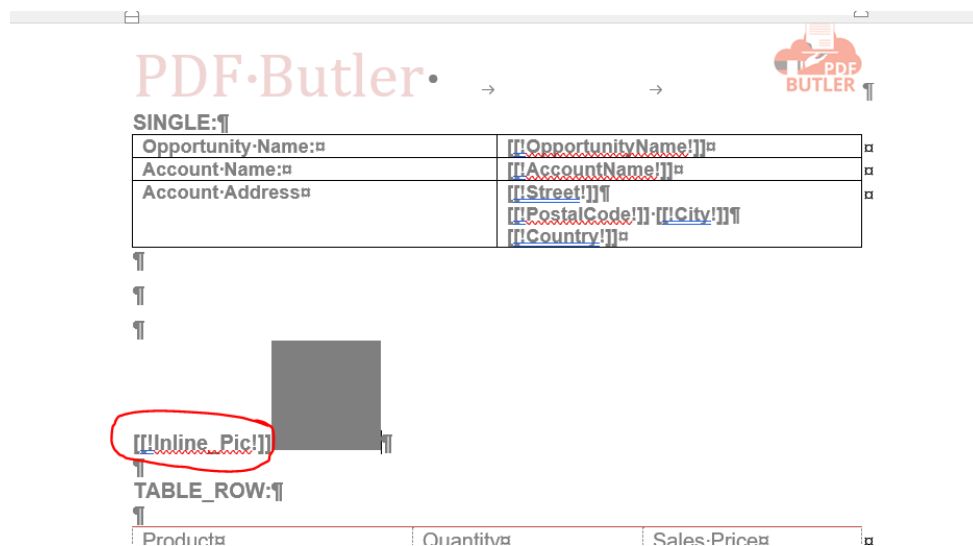 PDF·Butler•
PDF
BUTLER ¶
SINGLE:¶
Opportunity·Name:¤ [[!OpportunityName!]]¤ ¤
Account·Name:¤ [[!AccountName!]]¤ ¤
Account·Address¤ [[!Street!]]¶ ¤
[[!PostalCode!]]·[[!City!]]¶
[[!Country!]]¤
¶
¶
¶
[[!Inline_Pic!]] ¶
¶
TABLE_ROW:¶
¶
Product¤ Quantity¤ Sales·Price¤ ¤